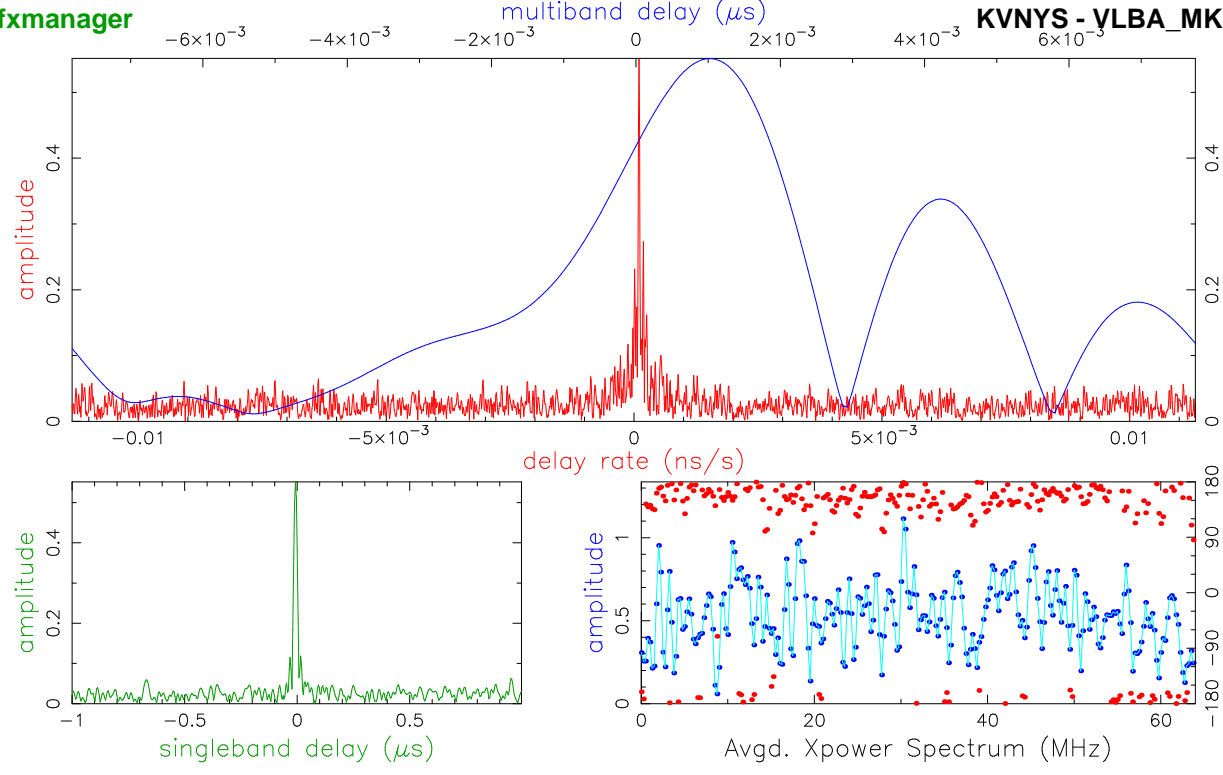 fxmanager
multiband delay (μs)
KVNYS - VLBA_MK
−6×10⁻³ −4×10⁻³ −2×10⁻³ 0 2×10⁻³ 4×10⁻³ 6×10⁻³
amplitude
0 0.2 0.4
0 0.2 0.4
−0.01 −5×10⁻³ 0 5×10⁻³ 0.01
delay rate (ns/s)
amplitude
0 0.2 0.4
−1 −0.5 0 0.5
singleband delay (μs)
amplitude
0 0.5 1
−180 −90 0 90 180
0 20 40 60
Avgd. Xpower Spectrum (MHz)